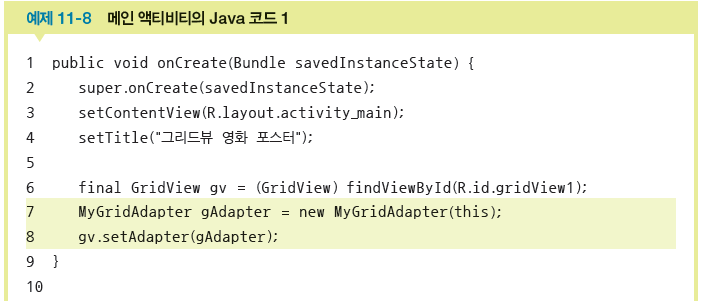 예제 11-8 메인 액티비티의 Java 코드 1
1 public void onCreate(Bundle savedInstanceState) {
2 super.onCreate(savedInstanceState);
3 setContentView(R.layout.activity_main);
4 setTitle("그리드뷰 영화 포스터");
5
6 final GridView gv = (GridView) findViewById(R.id.gridView1);
7 MyGridAdapter gAdapter = new MyGridAdapter(this);
8 gv.setAdapter(gAdapter);
9 }
10